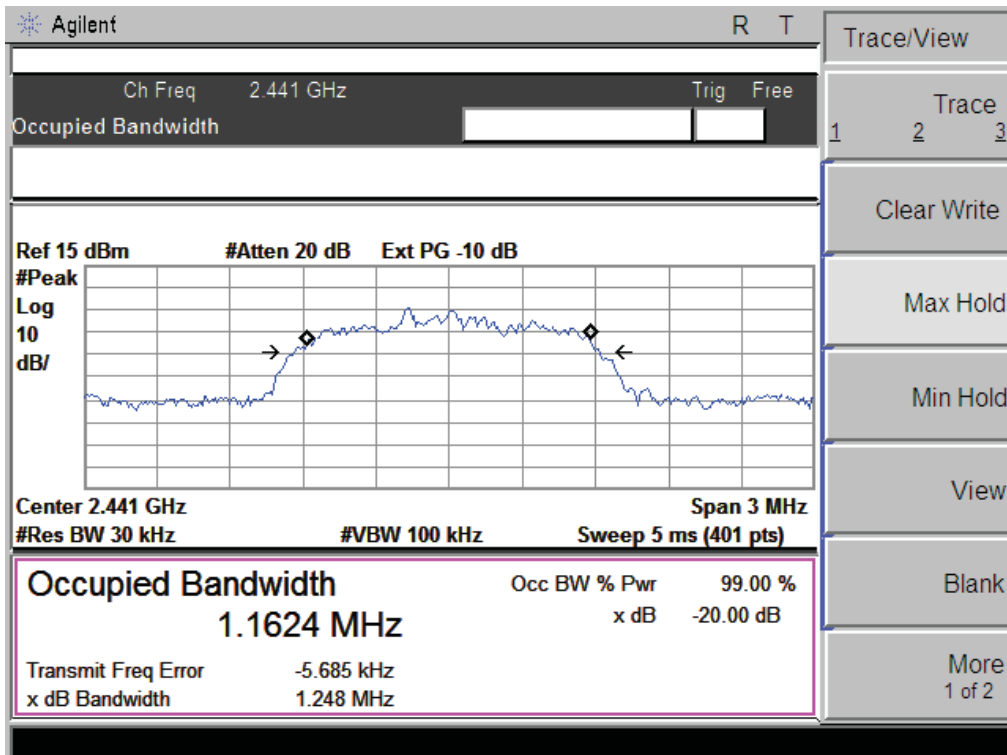 Agilent R T
Trace/View
Ch Freq 2.441 GHz Trig Free
Occupied Bandwidth
Trace
1 2 3
Clear Write
Ref 15 dBm #Atten 20 dB Ext PG -10 dB
#Peak
Log
10
dB/
Max Hold
Min Hold
View
Center 2.441 GHz Span 3 MHz
#Res BW 30 kHz #VBW 100 kHz Sweep 5 ms (401 pts)
Occupied Bandwidth
1.1624 MHz
Occ BW % Pwr 99.00 %
x dB -20.00 dB
Transmit Freq Error -5.685 kHz
x dB Bandwidth 1.248 MHz
Blank
More
1 of 2